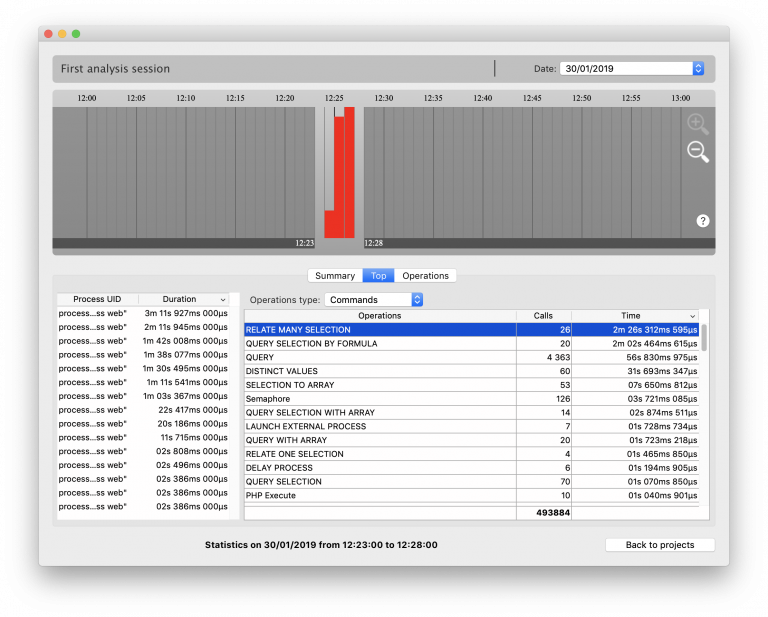 First analysis session
Date: 30/01/2019
12:00 12:05 12:10 12:15 12:20 12:25 12:30 12:35 12:40 12:45 12:50 12:55 13:00
?
12:23 12:28
Summary Top Operations
Operations type: Commands
Process UID Duration
process...ss web" 3m 11s 927ms 000µs
process...ss web" 2m 11s 945ms 000µs
process...ss web" 1m 42s 008ms 000µs
process...ss web" 1m 38s 077ms 000µs
process...ss web" 1m 30s 495ms 000µs
process...ss web" 1m 11s 541ms 000µs
process...ss web" 1m 03s 367ms 000µs
process...ss web" 22s 417ms 000µs
process...ss web" 20s 186ms 000µs
process...ss web" 11s 715ms 000µs
process...ss web" 02s 808ms 000µs
process...ss web" 02s 496ms 000µs
process...ss web" 02s 386ms 000µs
process...ss web" 02s 386ms 000µs
process...ss web" 02s 386ms 000µs
Operations Calls Time
RELATE MANY SELECTION 26 2m 26s 312ms 595µs
QUERY SELECTION BY FORMULA 20 2m 02s 464ms 615µs
QUERY 4 363 56s 830ms 975µs
DISTINCT VALUES 60 31s 693ms 347µs
SELECTION TO ARRAY 53 07s 650ms 812µs
Semaphore 126 03s 721ms 085µs
QUERY SELECTION WITH ARRAY 14 02s 874ms 511µs
LAUNCH EXTERNAL PROCESS 7 01s 728ms 734µs
QUERY WITH ARRAY 20 01s 723ms 218µs
RELATE ONE SELECTION 4 01s 465ms 850µs
DELAY PROCESS 6 01s 194ms 905µs
QUERY SELECTION 70 01s 070ms 850µs
PHP Execute 10 01s 040ms 901µs
493884
Statistics on 30/01/2019 from 12:23:00 to 12:28:00
Back to projects